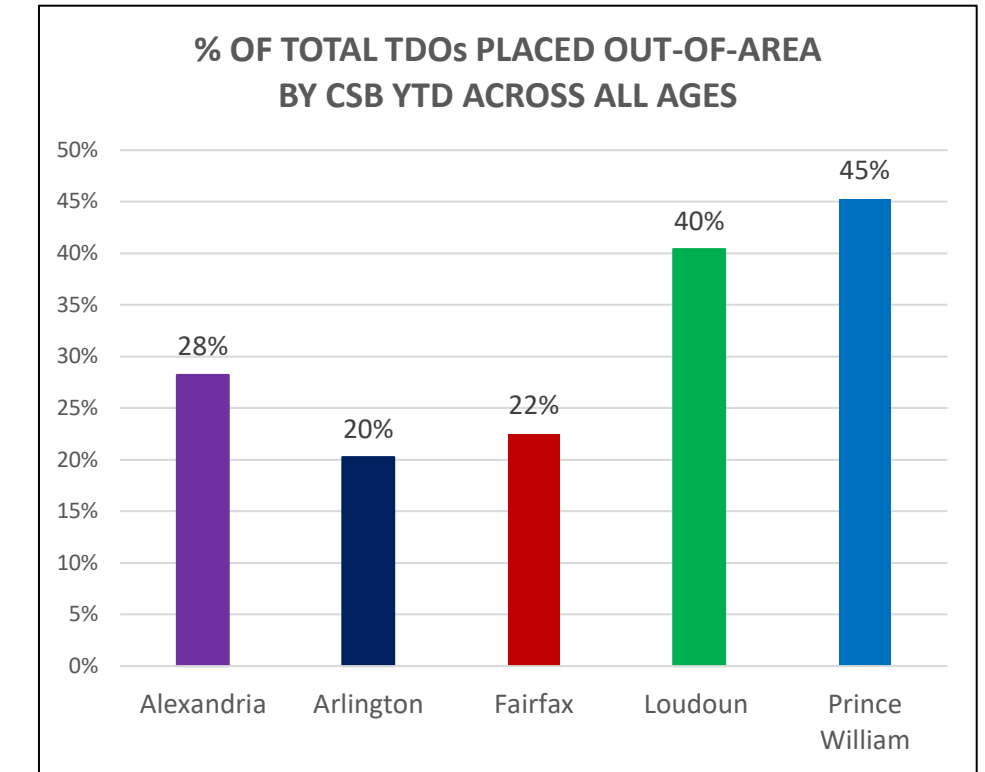 % OF TOTAL TDOs PLACED OUT-OF-AREA
BY CSB YTD ACROSS ALL AGES
50%
45%
40%
35%
30%
25%
20%
15%
10%
5%
0%
28%
20%
22%
40%
45%
Alexandria
Arlington
Fairfax
Loudoun
Prince
William